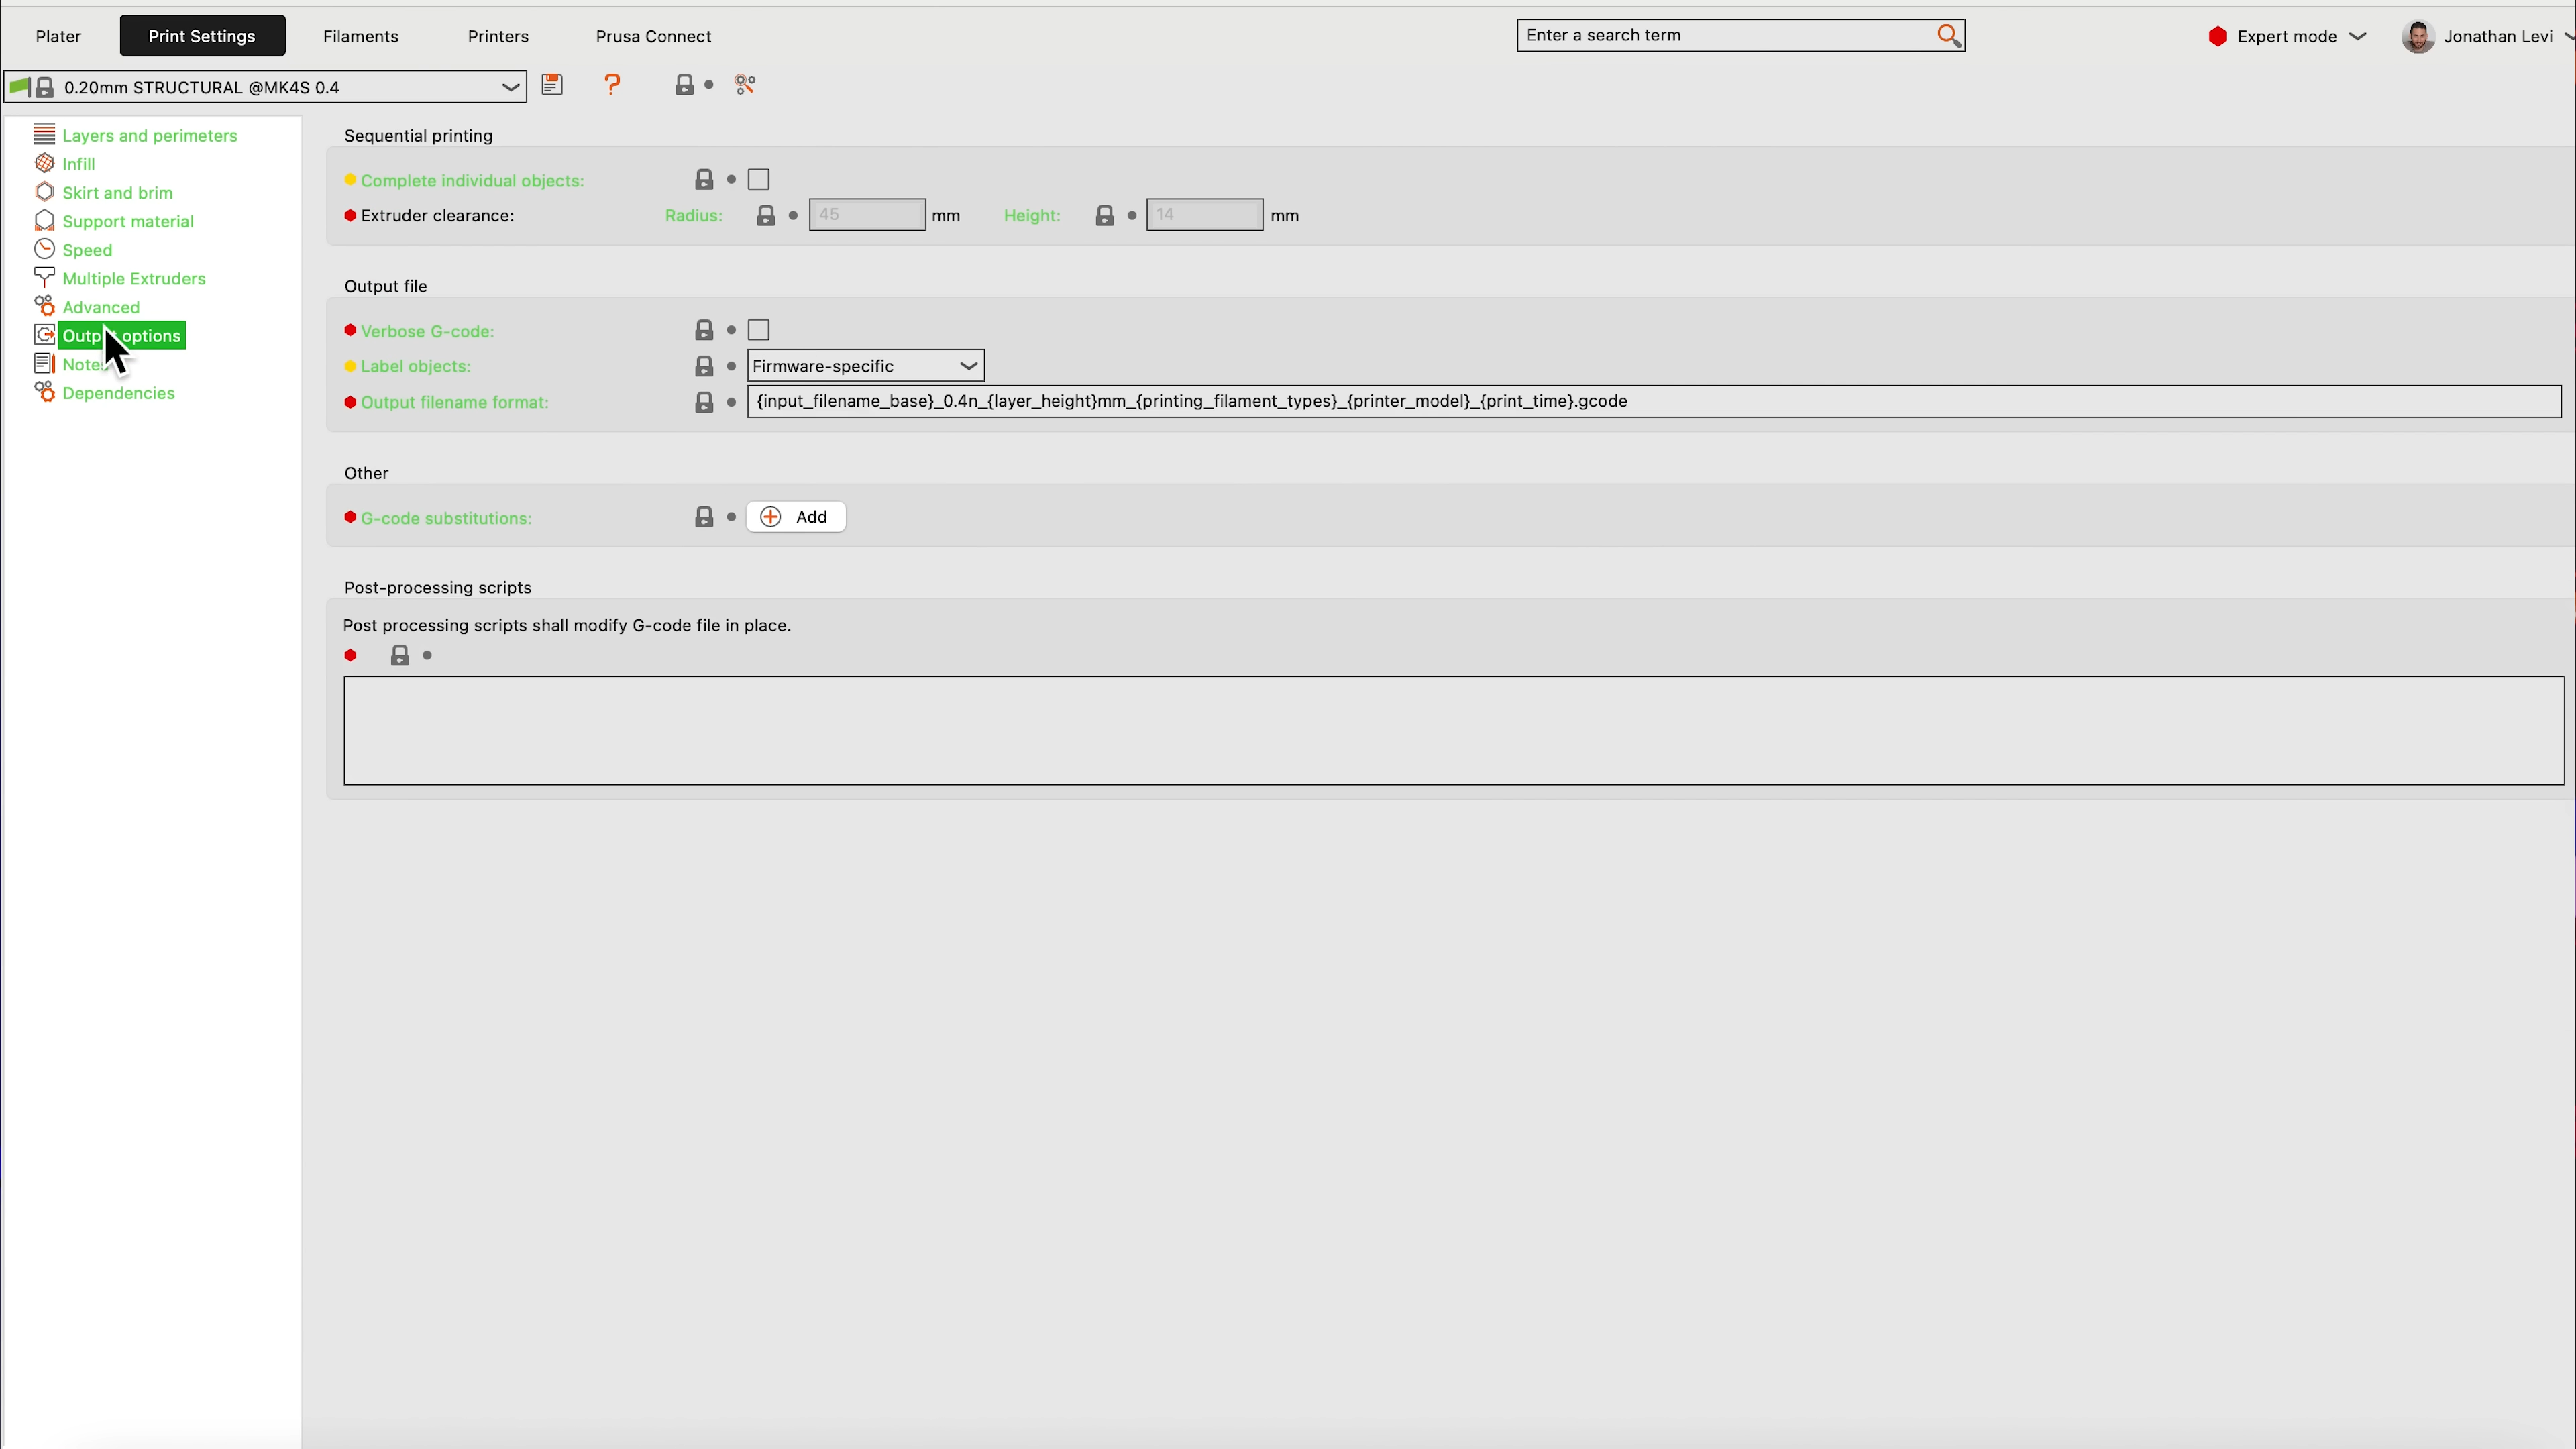 Plater Print Settings Filaments Printers Prusa Connect Enter a search term Expert mode Jonathan Levi
0.20mm STRUCTURAL @MK4S 0.4
Layers and perimeters
Infill
Skirt and brim
Support material
Speed
Multiple Extruders
Advanced
Output options
Notes
Dependencies
Sequential printing
Complete individual objects:
Extruder clearance: Radius: 45 mm Height: 14 mm
Output file
Verbose G-code:
Label objects: Firmware-specific
Output filename format: {input_filename_base}_0.4n_{layer_height}mm_{printing_filament_types}_{printer_model}_{print_time}.gcode
Other
G-code substitutions: Add
Post-processing scripts
Post processing scripts shall modify G-code file in place.